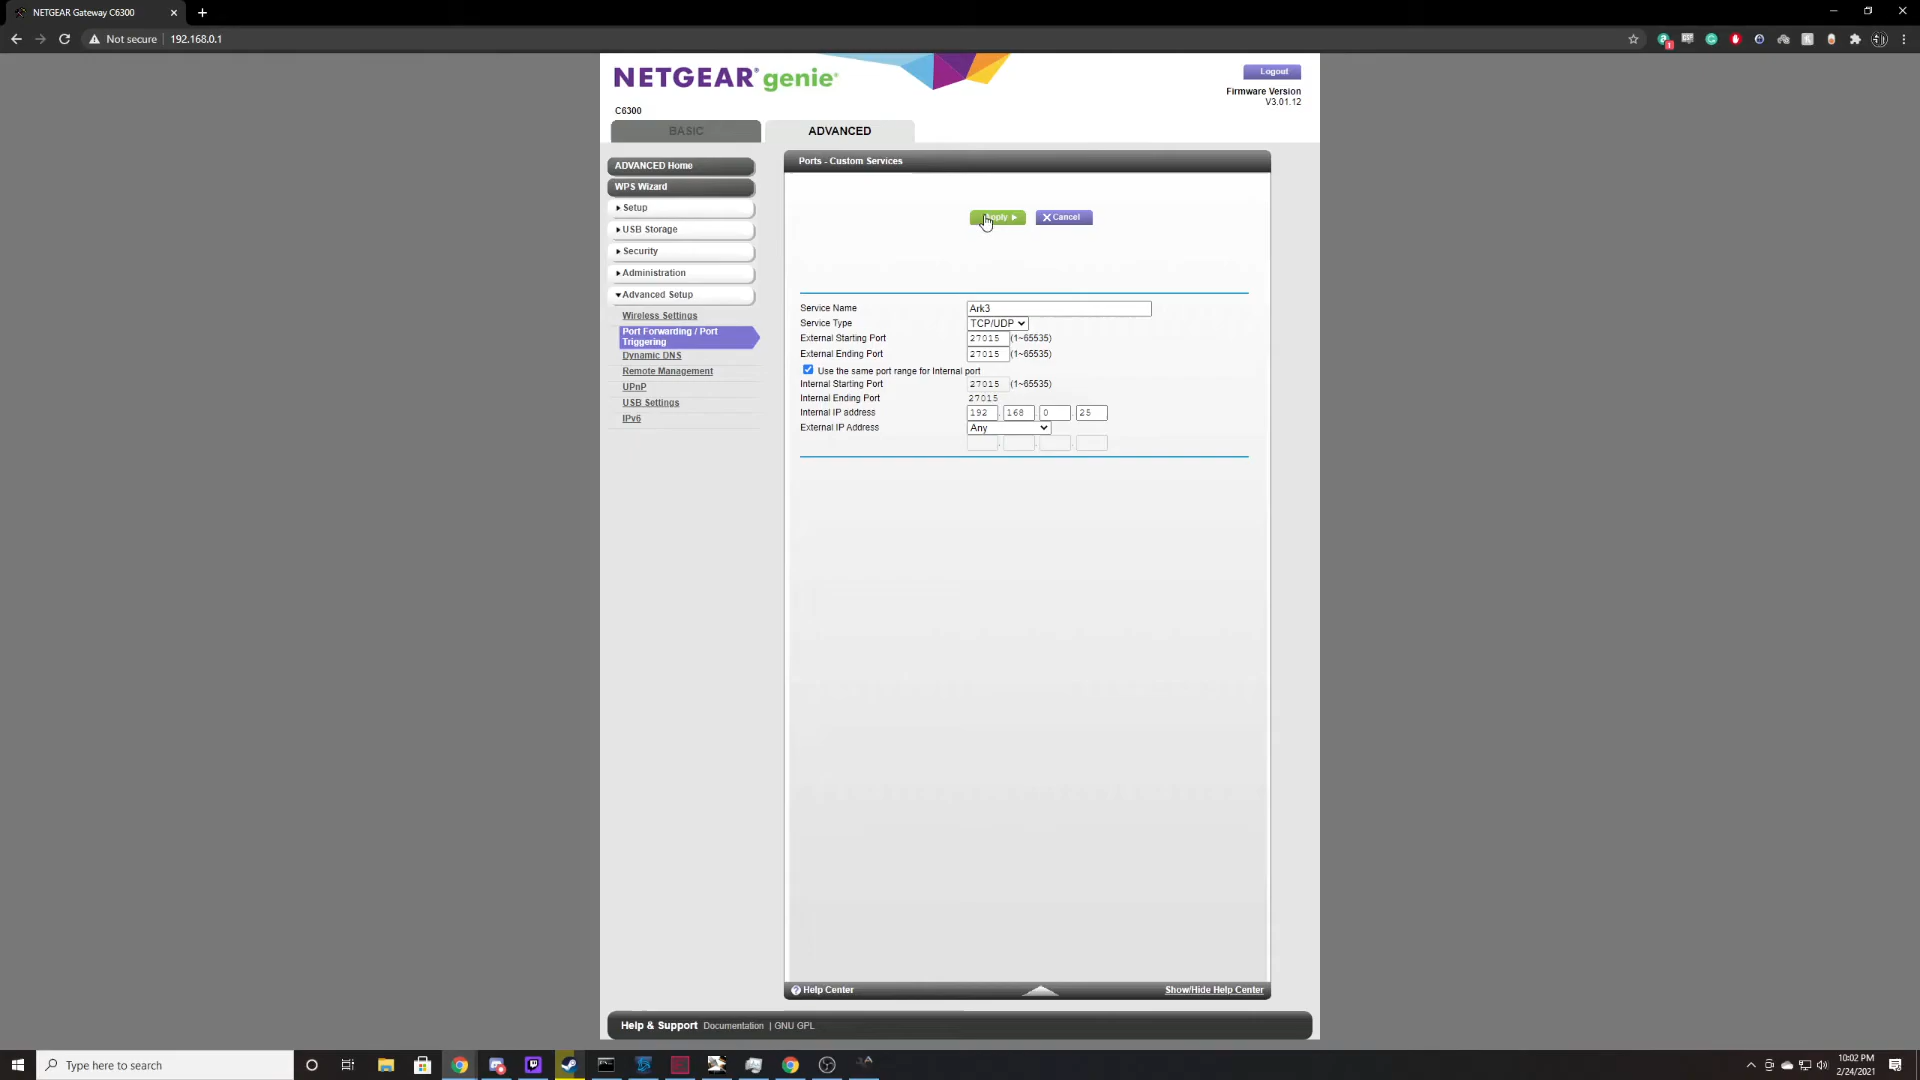 NETGEAR Gateway C6300
Not secure
192.168.0.1
NETGEAR® genie®
Logout
Firmware Version
V3.01.12
C6300
BASIC
ADVANCED
ADVANCED Home
WPS Wizard
Setup
USB Storage
Security
Administration
Advanced Setup
Wireless Settings
Port Forwarding / Port
Triggering
Dynamic DNS
Remote Management
UPnP
USB Settings
IPv6
Ports - Custom Services
Cancel
Service Name Ark3
Service Type TCP/UDP
External Starting Port 27015 (1~65535)
External Ending Port 27015 (1~65535)
Use the same port range for Internal port
Internal Starting Port 27015 (1~65535)
Internal Ending Port 27015
Internal IP address 192 . 168 . 0 . 25
External IP Address Any
Help Center
Show/Hide Help Center
Help & Support Documentation | GNU GPL
Type here to search
10:02 PM
2/24/2021